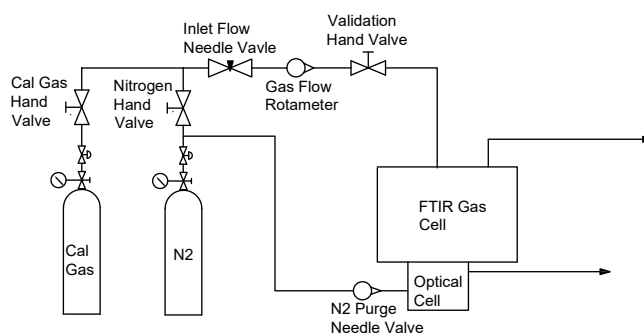 Inlet Flow
Needle Vavle
Validation
Hand Valve
Cal Gas
Hand
Valve
Nitrogen
Hand
Valve
Gas Flow
Rotameter
FTIR Gas
Cell
Cal
Gas
N2
Optical
Cell
N2 Purge
Needle Valve